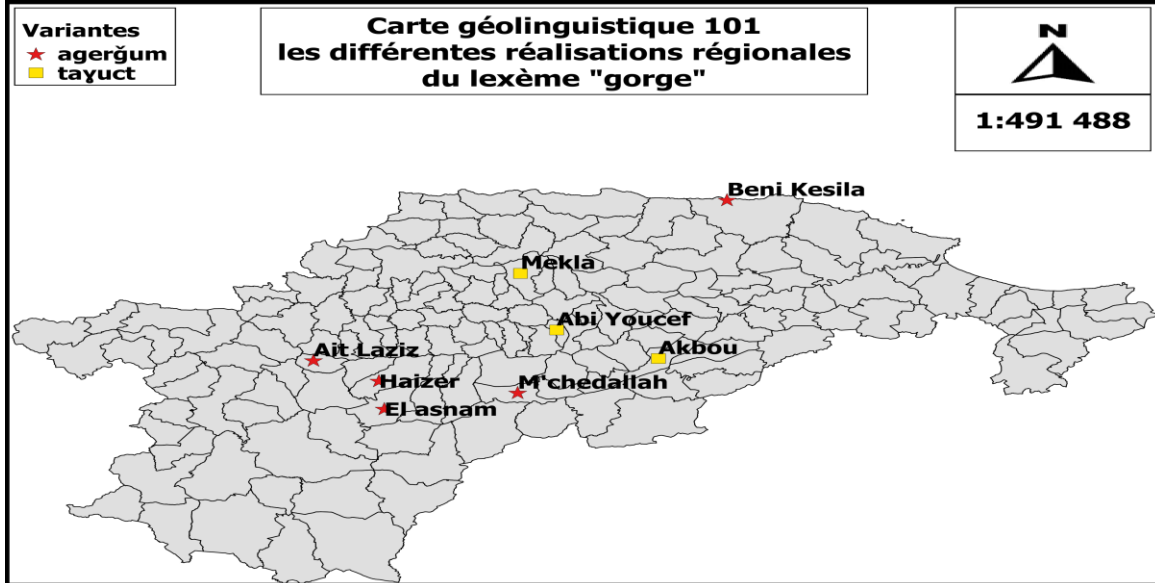 Variantes
agerğum
taɣuct
Carte géolinguistique 101
les différentes réalisations régionales
du lexème "gorge"
N
1:491 488
Beni Kesila
Mekla
Abi Youcef
Akbou
Ait Laziz
Haizer
M'chedallah
El asnam